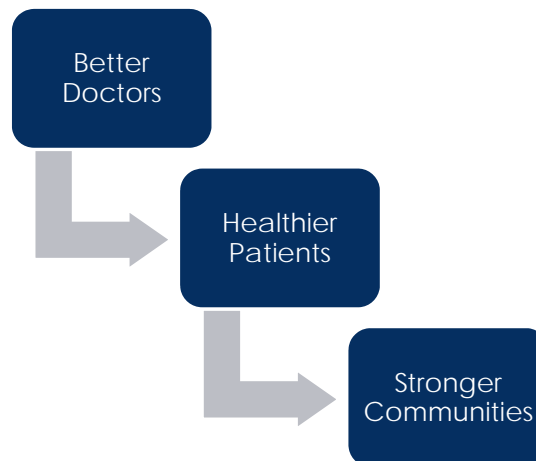 Better
Doctors
Healthier
Patients
Stronger
Communities